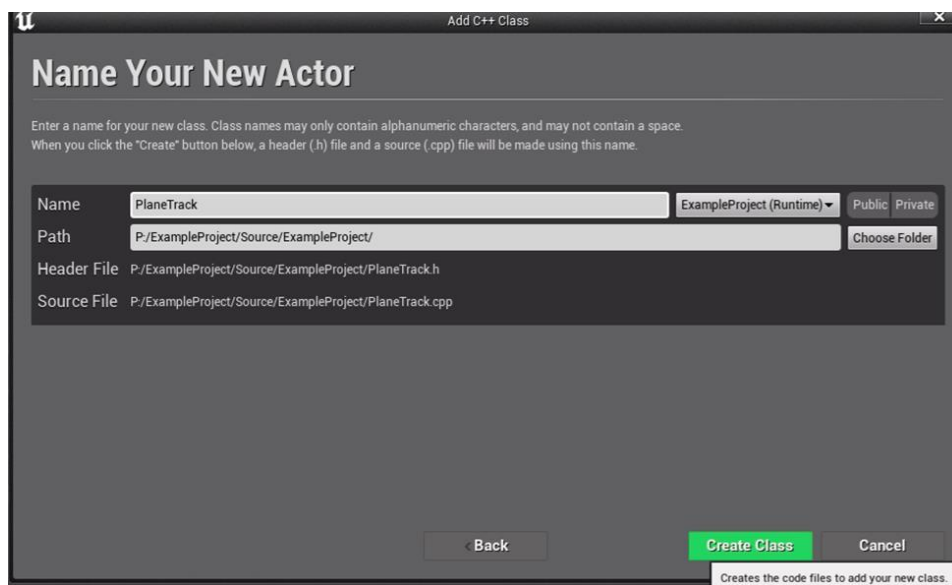 Add C++ Class
X
Name Your New Actor
Enter a name for your new class. Class names may only contain alphanumeric characters, and may not contain a space.
When you click the "Create" button below, a header (.h) file and a source (.cpp) file will be made using this name.
Name PlaneTrack ExampleProject (Runtime) Public Private
Path P:/ExampleProject/Source/ExampleProject/ Choose Folder
Header File P:/ExampleProject/Source/ExampleProject/PlaneTrack.h
Source File P:/ExampleProject/Source/ExampleProject/PlaneTrack.cpp
Back Create Class Cancel
Creates the code files to add your new class.